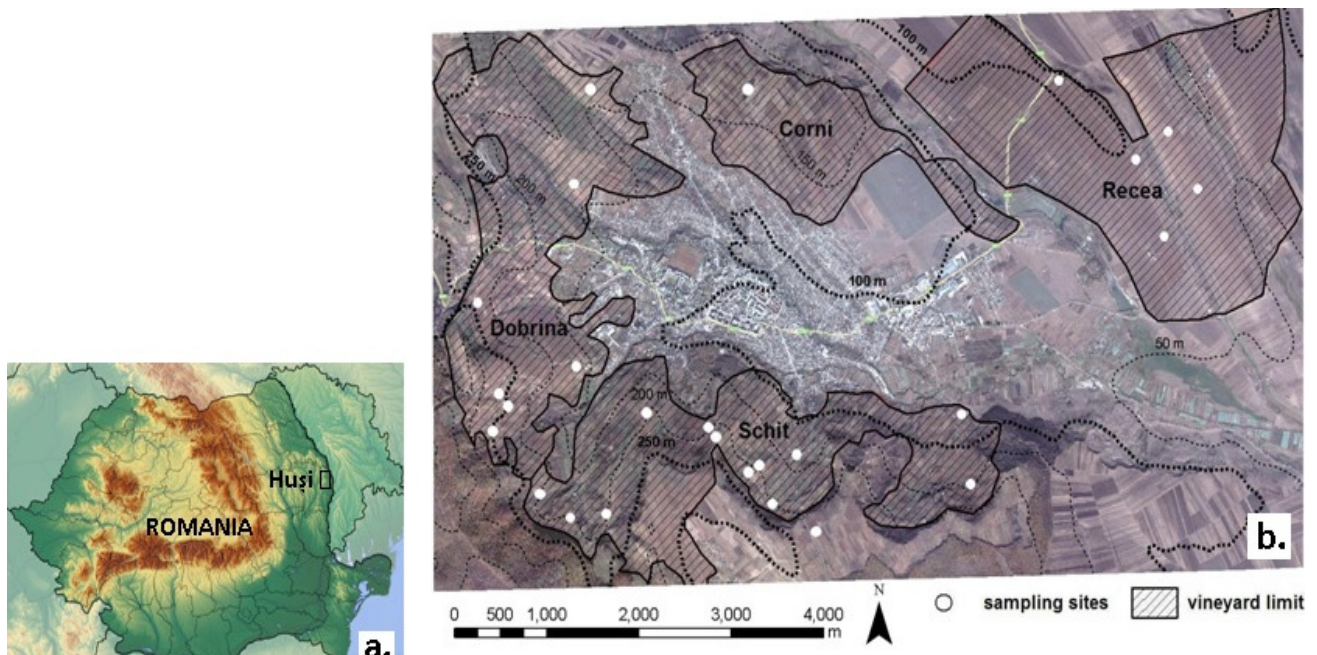 100 m
Corni
150 m
250 m
200 m
Recea
100 m
Dobrina
50 m
200 m
250 m
Schit
Huși
ROMANIA
a.
b.
N
0 500 1,000 2,000 3,000 4,000
m
sampling sites
vineyard limit